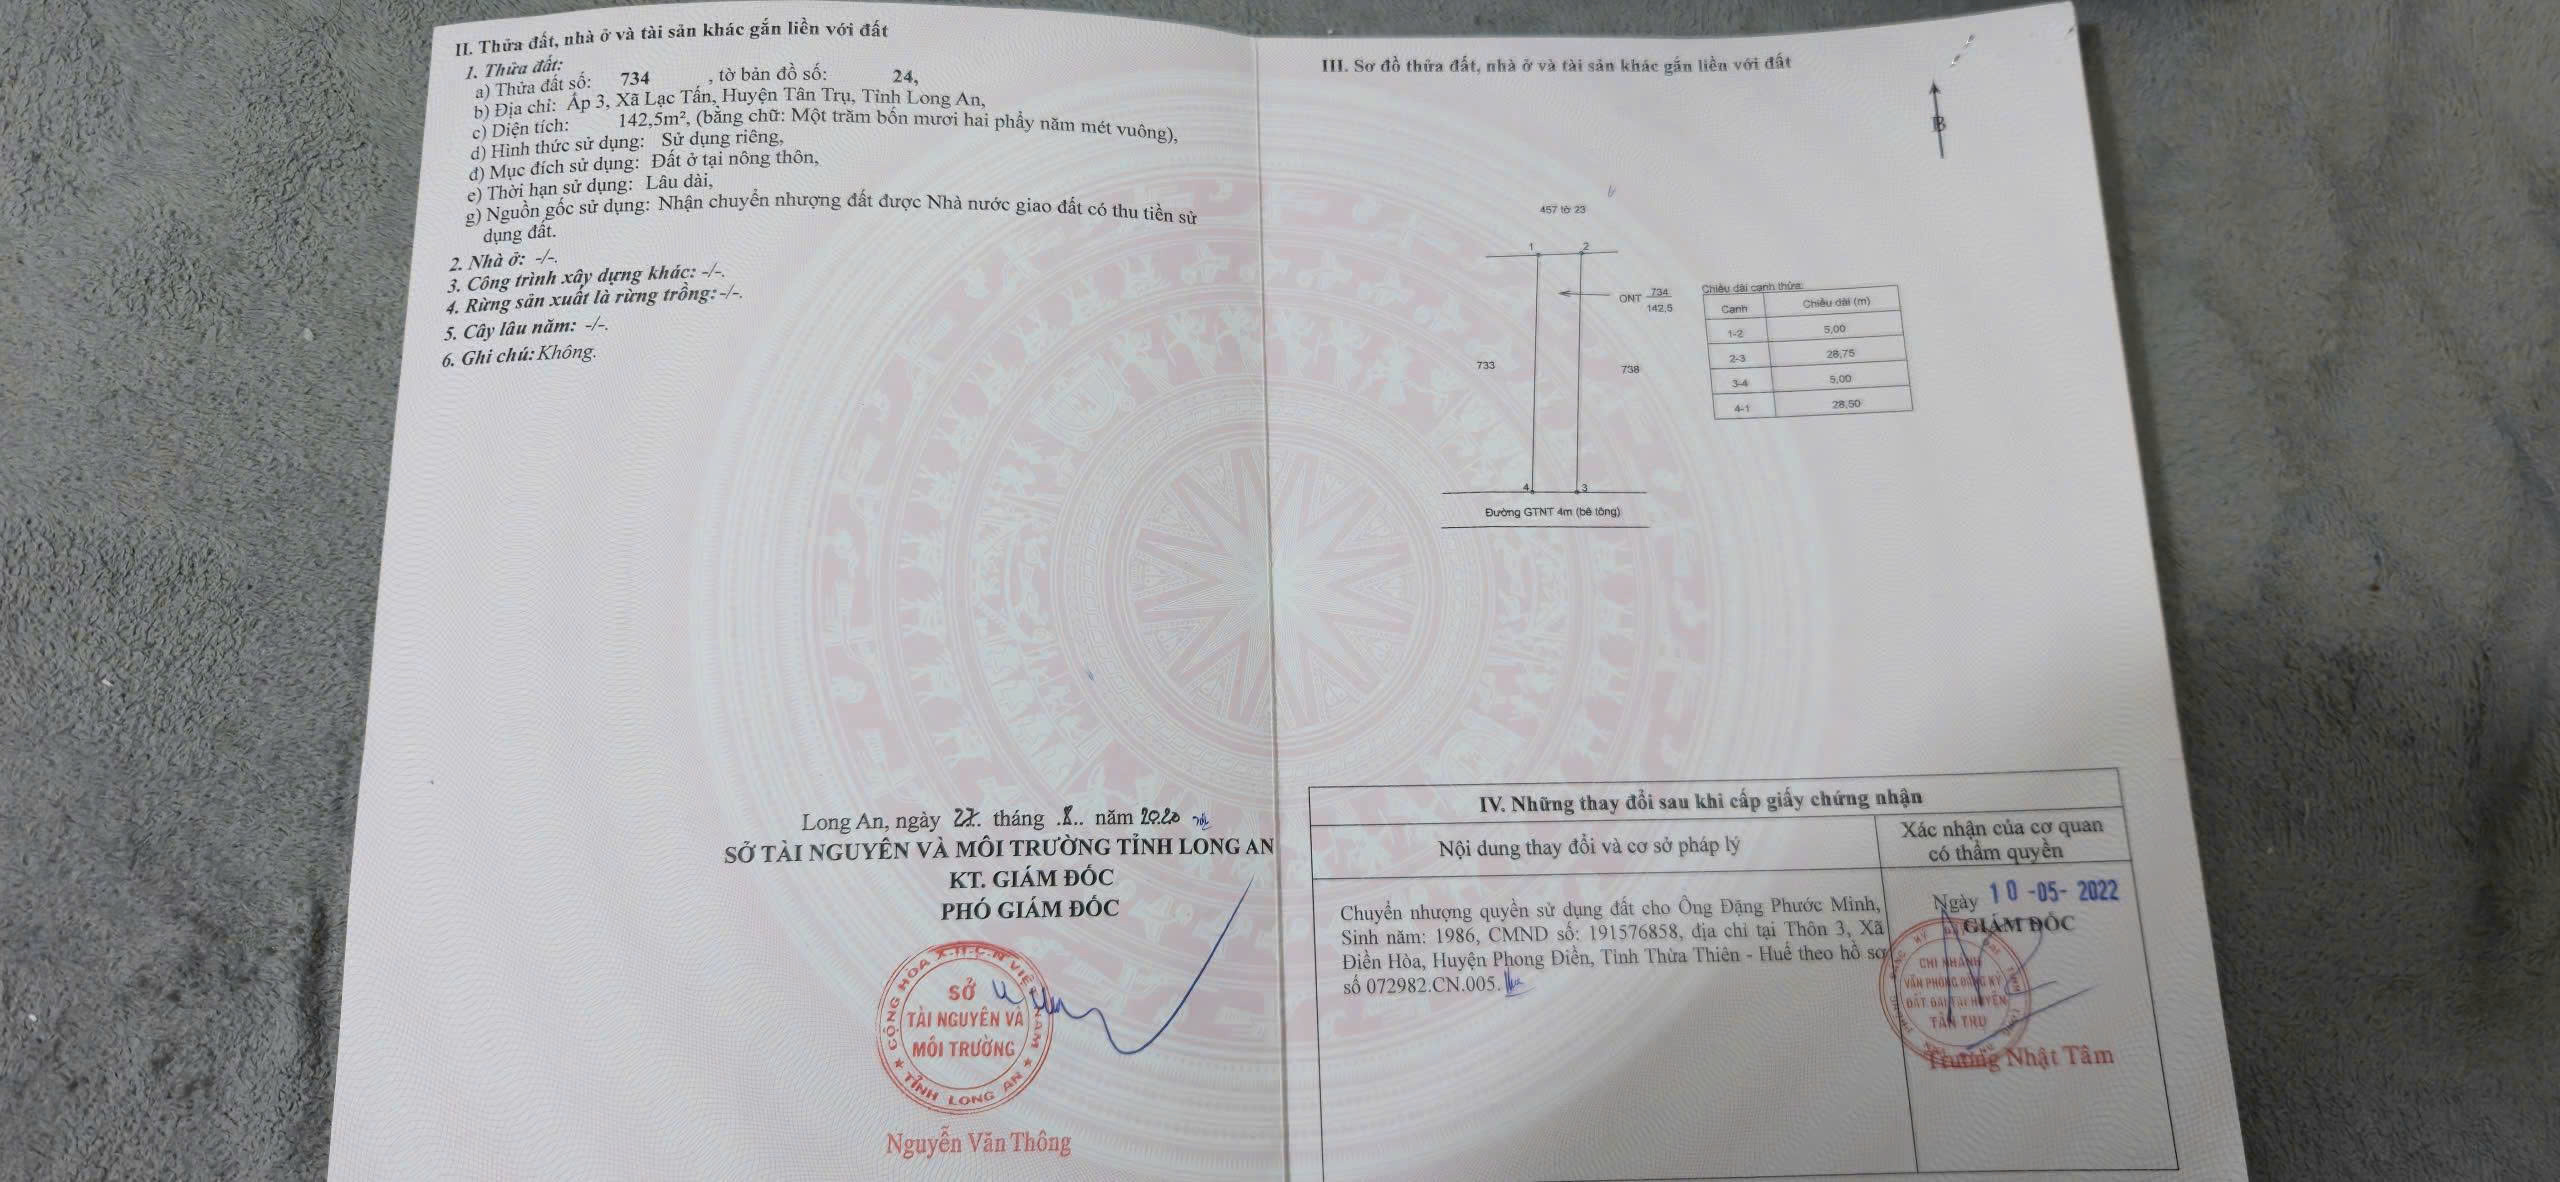 II. Thửa đất, nhà ở và tài sản khác gắn liền với đất
1. Thửa đất:
a) Thửa đất số: 734 , tờ bản đồ số: 24,
b) Địa chỉ: Ấp 3, Xã Lạc Tấn, Huyện Tân Trụ, Tỉnh Long An,
c) Diện tích: 142,5m², (bằng chữ: Một trăm bốn mươi hai phẩy năm mét vuông),
d) Hình thức sử dụng: Sử dụng riêng,
đ) Mục đích sử dụng: Đất ở tại nông thôn,
e) Thời hạn sử dụng: Lâu dài,
g) Nguồn gốc sử dụng: Nhận chuyển nhượng đất được Nhà nước giao đất có thu tiền sử
dụng đất.
2. Nhà ở: -/-.
3. Công trình xây dựng khác: -/-.
4. Rừng sản xuất là rừng trồng: -/-.
5. Cây lâu năm: -/-.
6. Ghi chú: Không.
Long An, ngày 27. tháng .8.. năm 2020
SỞ TÀI NGUYÊN VÀ MÔI TRƯỜNG TỈNH LONG AN
KT. GIÁM ĐỐC
PHÓ GIÁM ĐỐC
CỘNG HÒA X.H.C.N VIỆT NAM
SỞ
TÀI NGUYÊN VÀ
MÔI TRƯỜNG
TỈNH LONG AN
Nguyễn Văn Thông
III. Sơ đồ thửa đất, nhà ở và tài sản khác gắn liền với đất
B
457 tờ 23
1 2
ONT 734
142,5
733 738
4 3
Đường GTNT 4m (bê tông)
Chiều dài cạnh thửa:
Cạnh Chiều dài (m)
1-2 5,00
2-3 28,75
3-4 5,00
4-1 28,50
IV. Những thay đổi sau khi cấp giấy chứng nhận
Nội dung thay đổi và cơ sở pháp lý
Xác nhận của cơ quan
có thẩm quyền
Chuyển nhượng quyền sử dụng đất cho Ông Đặng Phước Minh,
Sinh năm: 1986, CMND số: 191576858, địa chỉ tại Thôn 3, Xã
Điền Hòa, Huyện Phong Điền, Tỉnh Thừa Thiên - Huế theo hồ sơ
số 072982.CN.005.
Ngày 10 -05- 2022
GIÁM ĐỐC
CHI NHÁNH
VĂN PHÒNG ĐĂNG KÝ
ĐẤT ĐAI TẠI HUYỆN
TÂN TRỤ
Trương Nhật Tâm